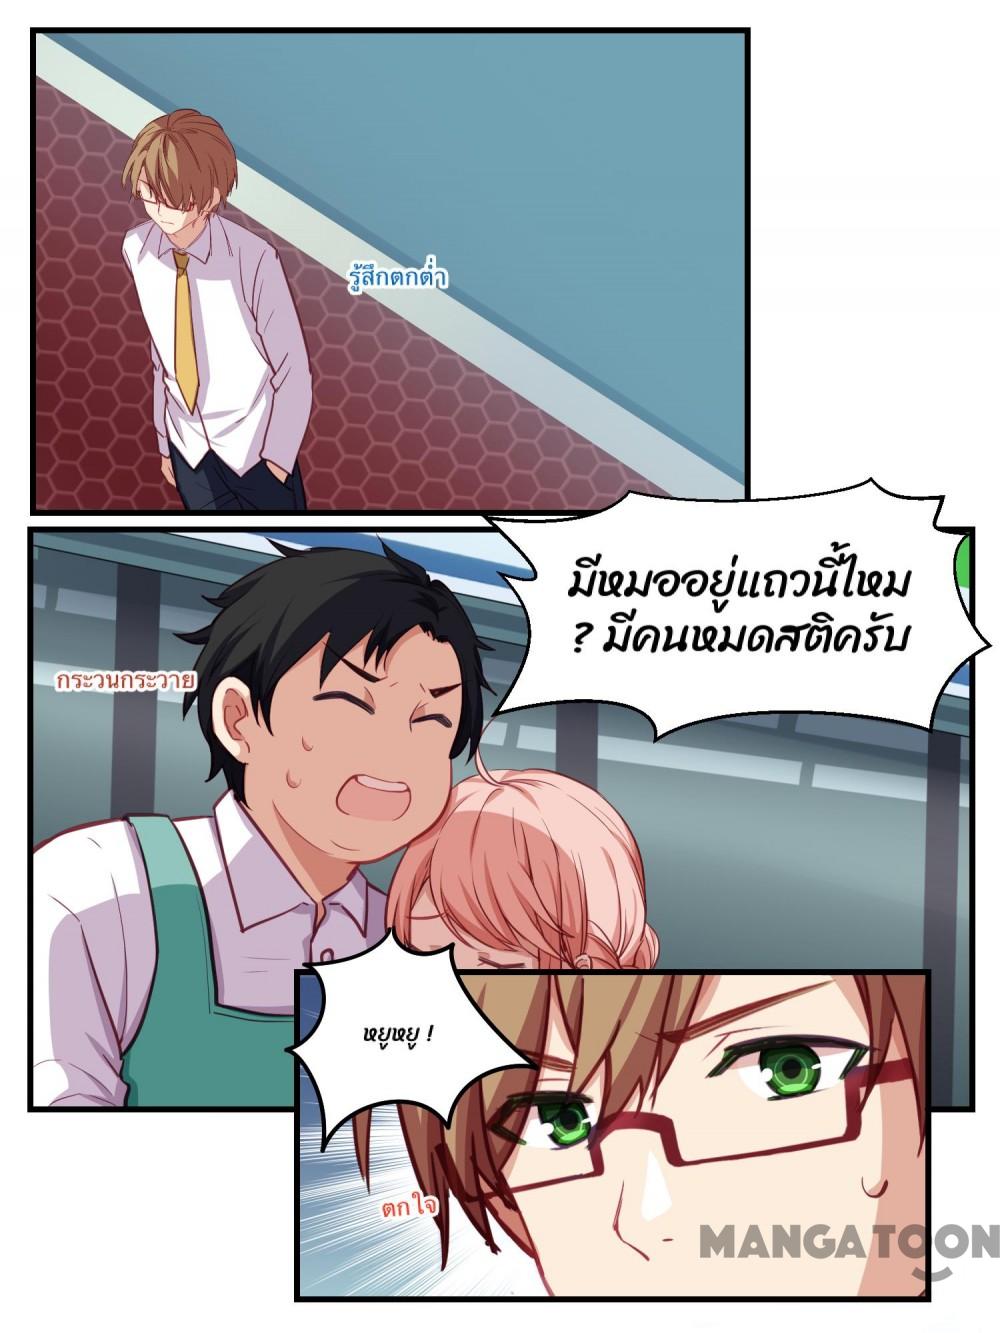 รู้สึกตกต่ำ
มีหมออยู่แถวนี้ไหม
? มีคนหมดสติครับ
กระวนกระวาย
หยูหยู !
ตกใจ
MANGATOON